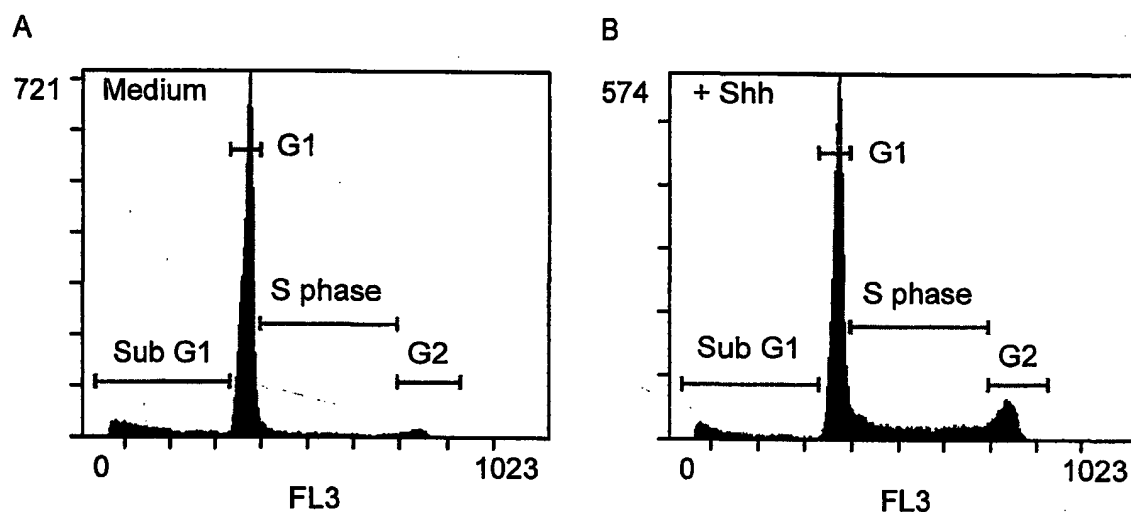 A
721
Medium
G1
S phase
Sub G1
G2
0
1023
FL3
B
574
+ Shh
G1
S phase
Sub G1
G2
0
1023
FL3